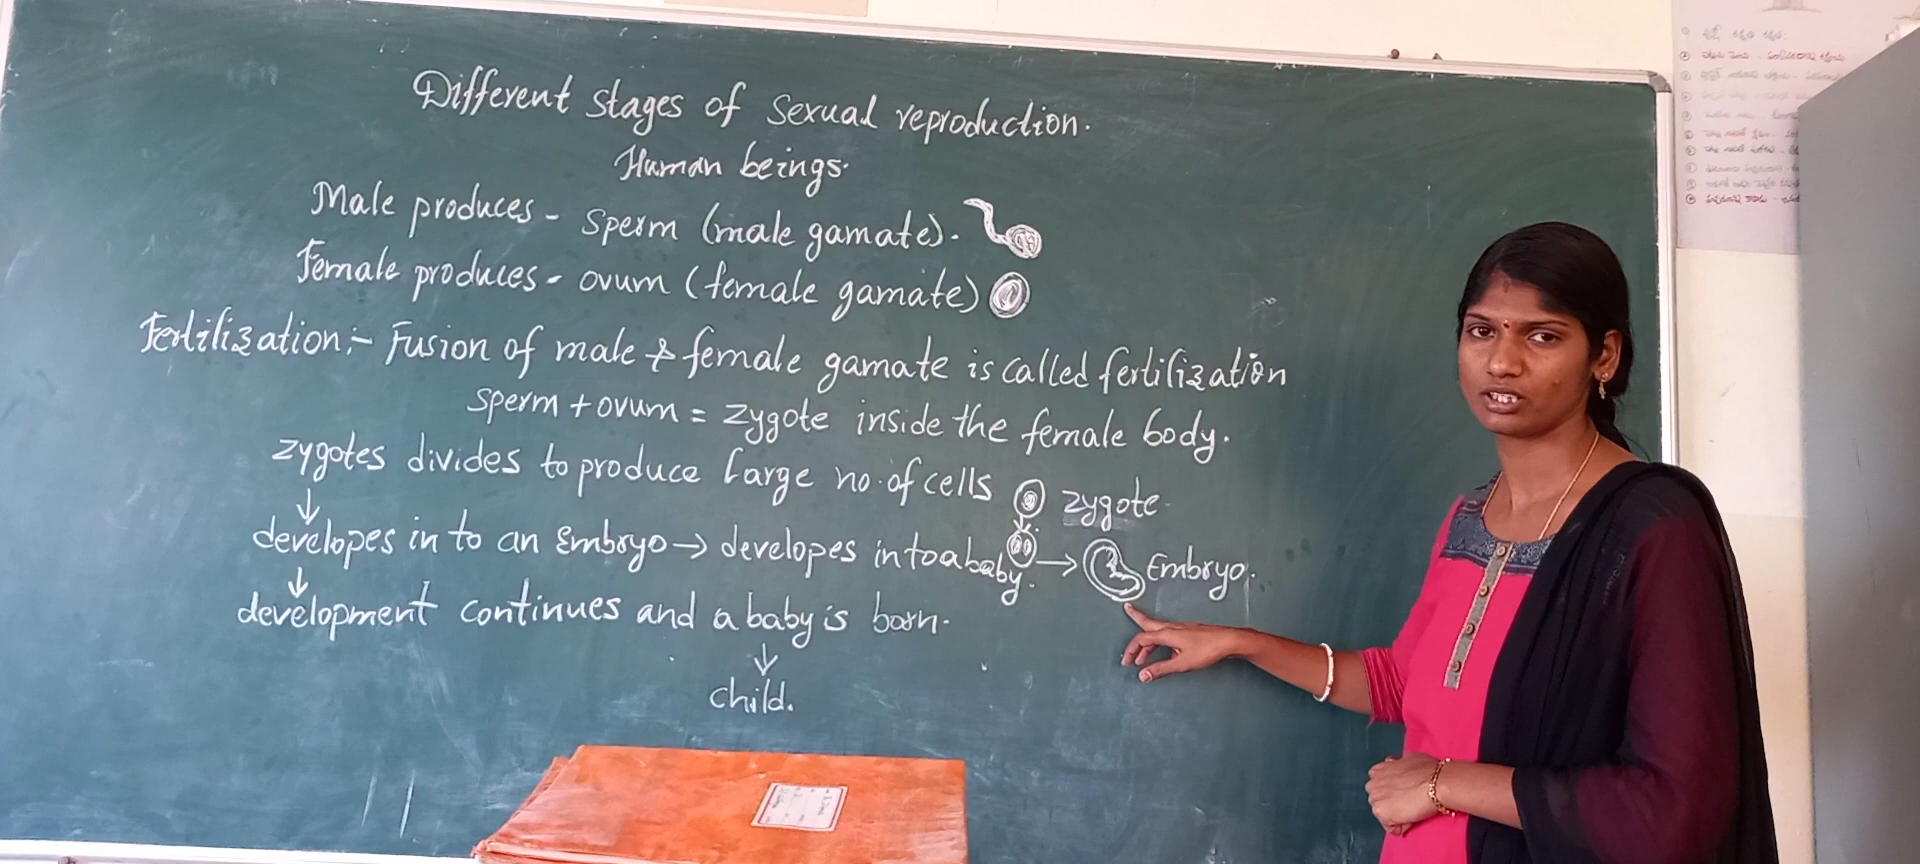 Different stages of sexual reproduction.
Human beings.
Male produces - sperm (male gamate).
Female produces - ovum (female gamate)
Fertilization :- Fusion of male & female gamate is called fertilization
sperm + ovum = zygote inside the female body.
zygotes divides to produce large no. of cells
zygote
↓
developes in to an Embryo → developes into a baby. → Embryo.
↓
development continues and a baby is born.
↓
child.